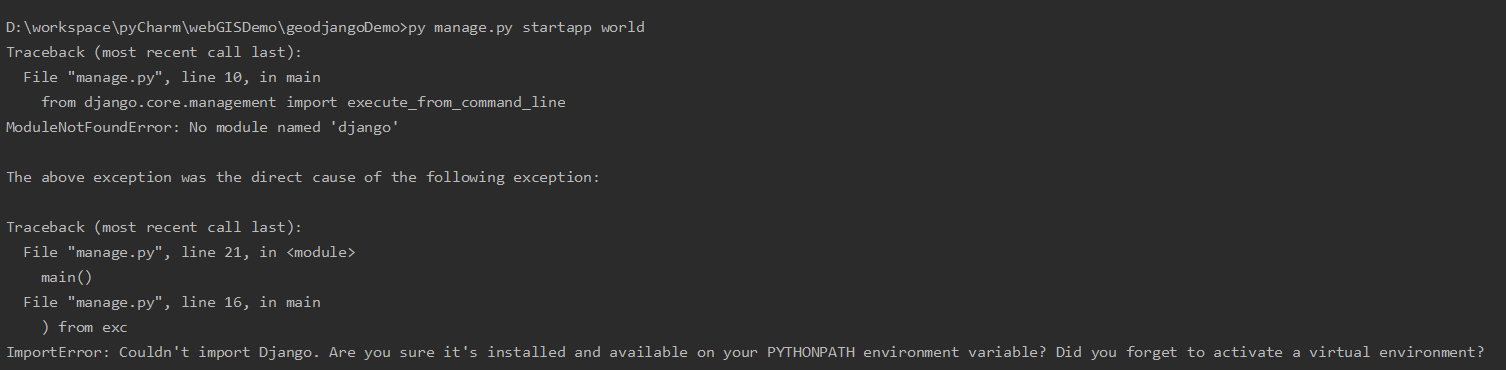 D:\workspace\pyCharm\webGISDemo\geodjangoDemo>py manage.py startapp world
Traceback (most recent call last):
  File "manage.py", line 10, in main
    from django.core.management import execute_from_command_line
ModuleNotFoundError: No module named 'django'

The above exception was the direct cause of the following exception:

Traceback (most recent call last):
  File "manage.py", line 21, in <module>
    main()
  File "manage.py", line 16, in main
    ) from exc
ImportError: Couldn't import Django. Are you sure it's installed and available on your PYTHONPATH environment variable? Did you forget to activate a virtual environment?